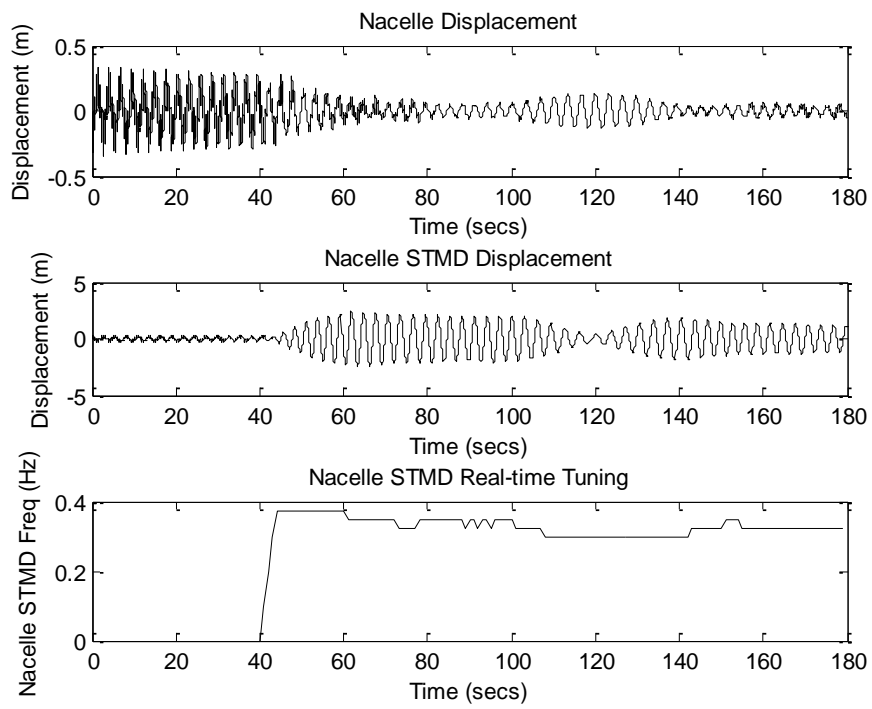 Nacelle Displacement
Displacement (m)
0.5
0
-0.5
0 20 40 60 80 100 120 140 160 180
Time (secs)
Nacelle STMD Displacement
Displacement (m)
5
0
-5
0 20 40 60 80 100 120 140 160 180
Time (secs)
Nacelle STMD Real-time Tuning
Nacelle STMD Freq (Hz)
0.4
0.2
0
0 20 40 60 80 100 120 140 160 180
Time (secs)